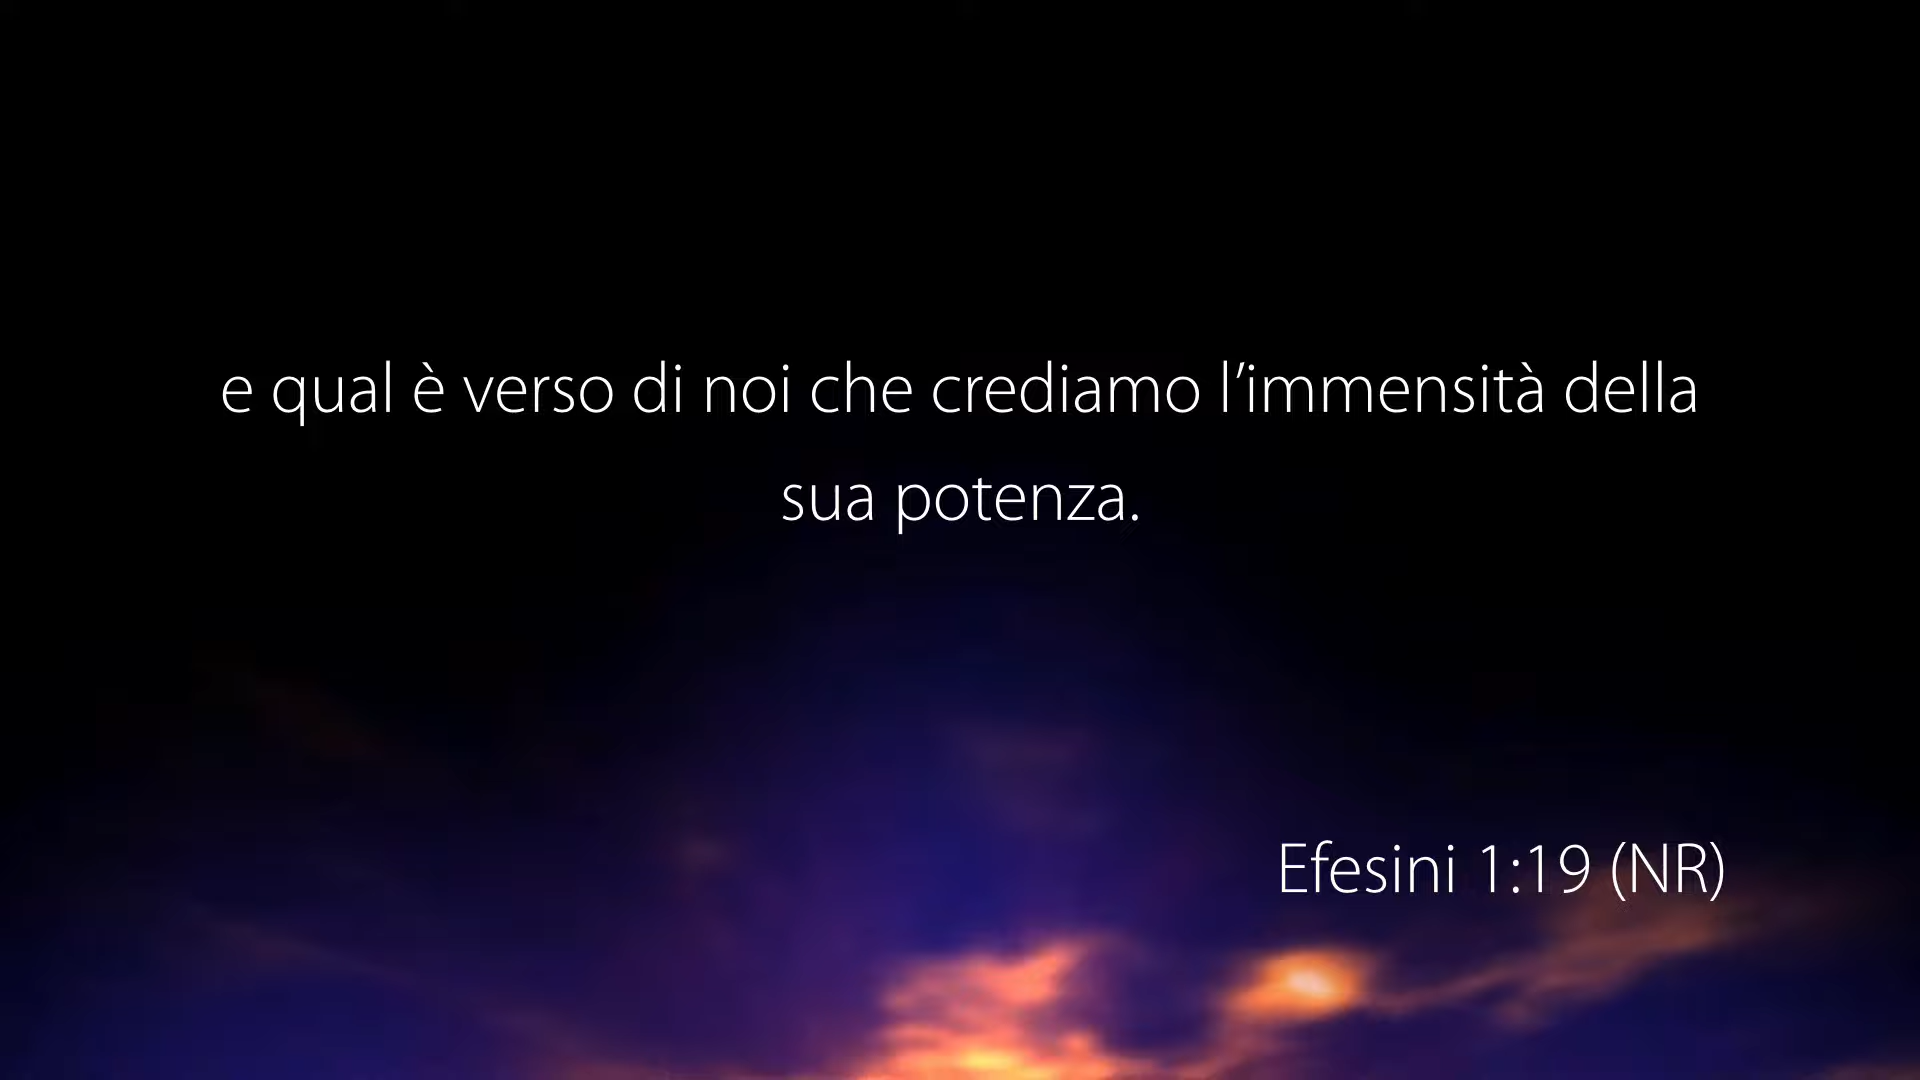 e qual è verso di noi che crediamo l’immensità della
sua potenza.
Efesini 1:19 (NR)